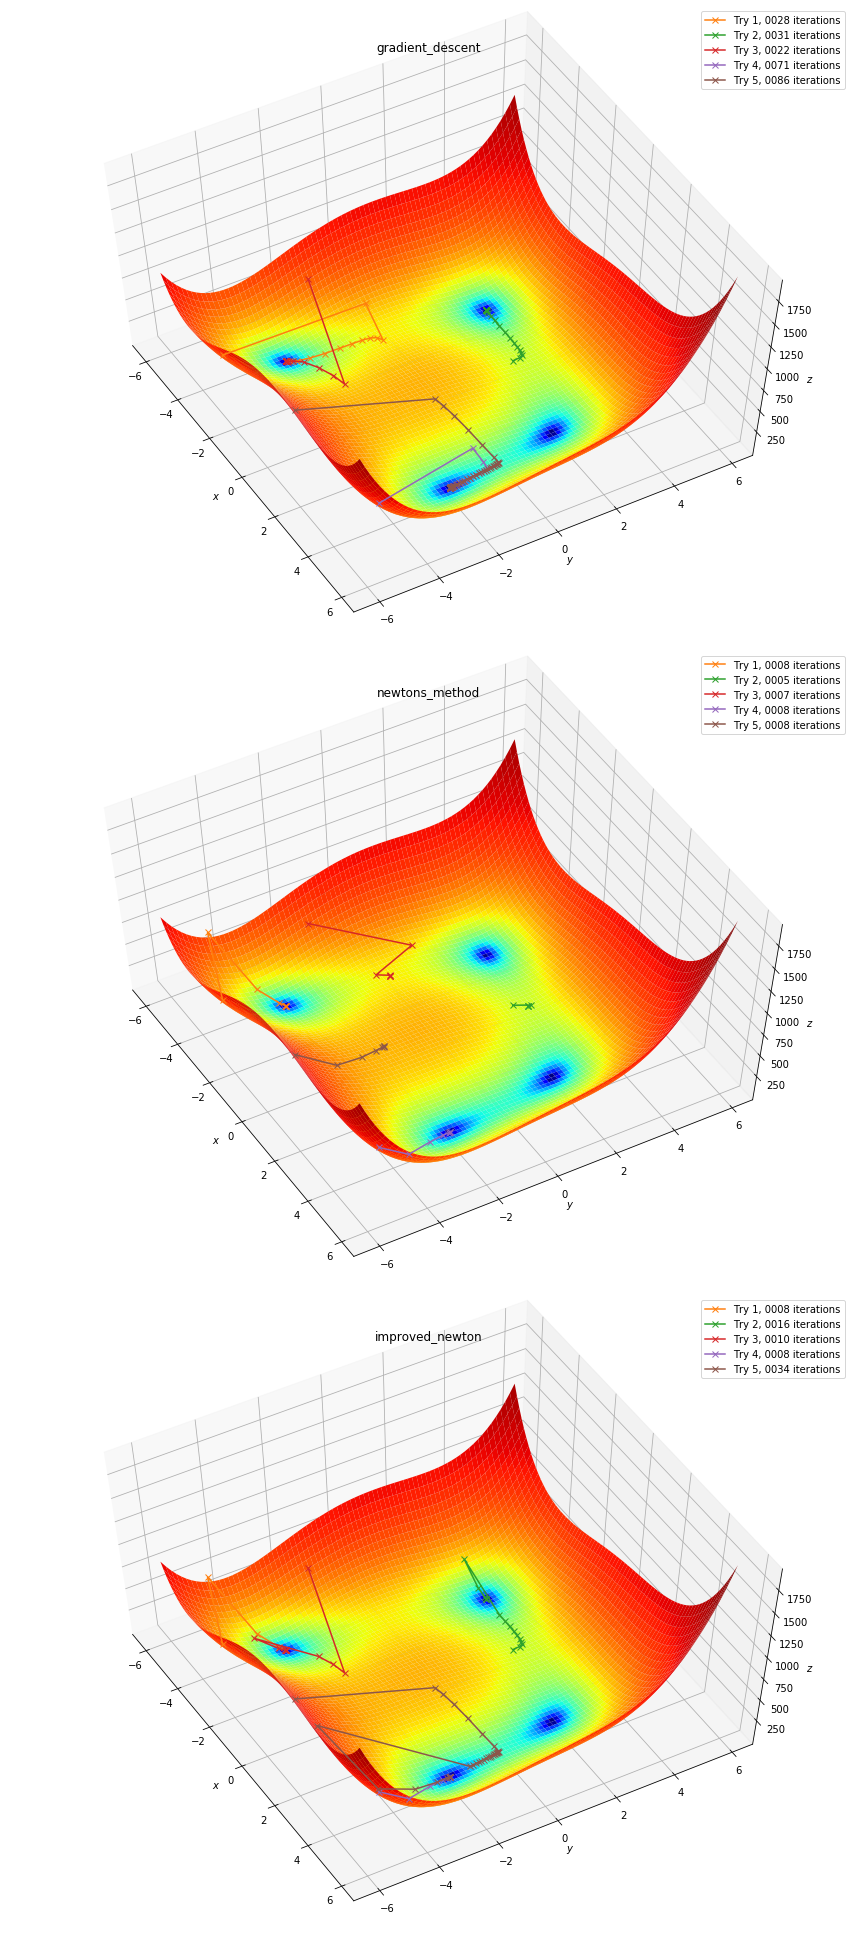 gradient_descent
Try 1, 0028 iterations
Try 2, 0031 iterations
Try 3, 0022 iterations
Try 4, 0071 iterations
Try 5, 0086 iterations
1750
1500
1250
1000 z
750
500
250
−6
−4
−2
x 0
2
4
6
−6
−4
−2
0
y
2
4
6
newtons_method
Try 1, 0008 iterations
Try 2, 0005 iterations
Try 3, 0007 iterations
Try 4, 0008 iterations
Try 5, 0008 iterations
1750
1500
1250
1000 z
750
500
250
−6
−4
−2
x 0
2
4
6
−6
−4
−2
0
y
2
4
6
improved_newton
Try 1, 0008 iterations
Try 2, 0016 iterations
Try 3, 0010 iterations
Try 4, 0008 iterations
Try 5, 0034 iterations
1750
1500
1250
1000 z
750
500
250
−6
−4
−2
x 0
2
4
6
−6
−4
−2
0
y
2
4
6